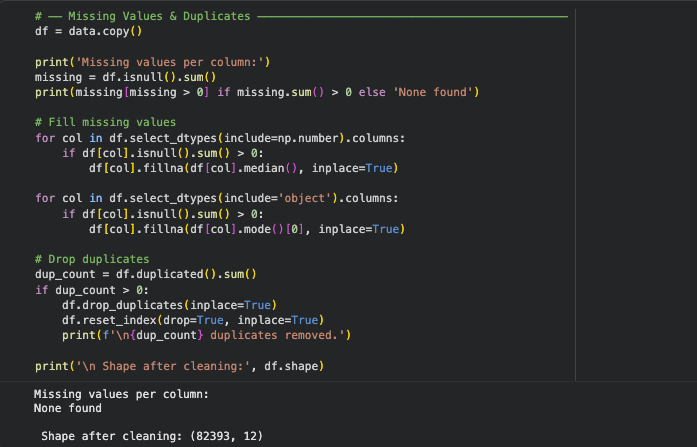 # —— Missing Values & Duplicates ——————————————————————————————
df = data.copy()
print('Missing values per column:')
missing = df.isnull().sum()
print(missing[missing > 0] if missing.sum() > 0 else 'None found')
# Fill missing values
for col in df.select_dtypes(include=np.number).columns:
    if df[col].isnull().sum() > 0:
        df[col].fillna(df[col].median(), inplace=True)
for col in df.select_dtypes(include='object').columns:
    if df[col].isnull().sum() > 0:
        df[col].fillna(df[col].mode()[0], inplace=True)
# Drop duplicates
dup_count = df.duplicated().sum()
if dup_count > 0:
    df.drop_duplicates(inplace=True)
    df.reset_index(drop=True, inplace=True)
    print(f'\n{dup_count} duplicates removed.')
print('\n Shape after cleaning:', df.shape)
Missing values per column:
None found
 Shape after cleaning: (82393, 12)